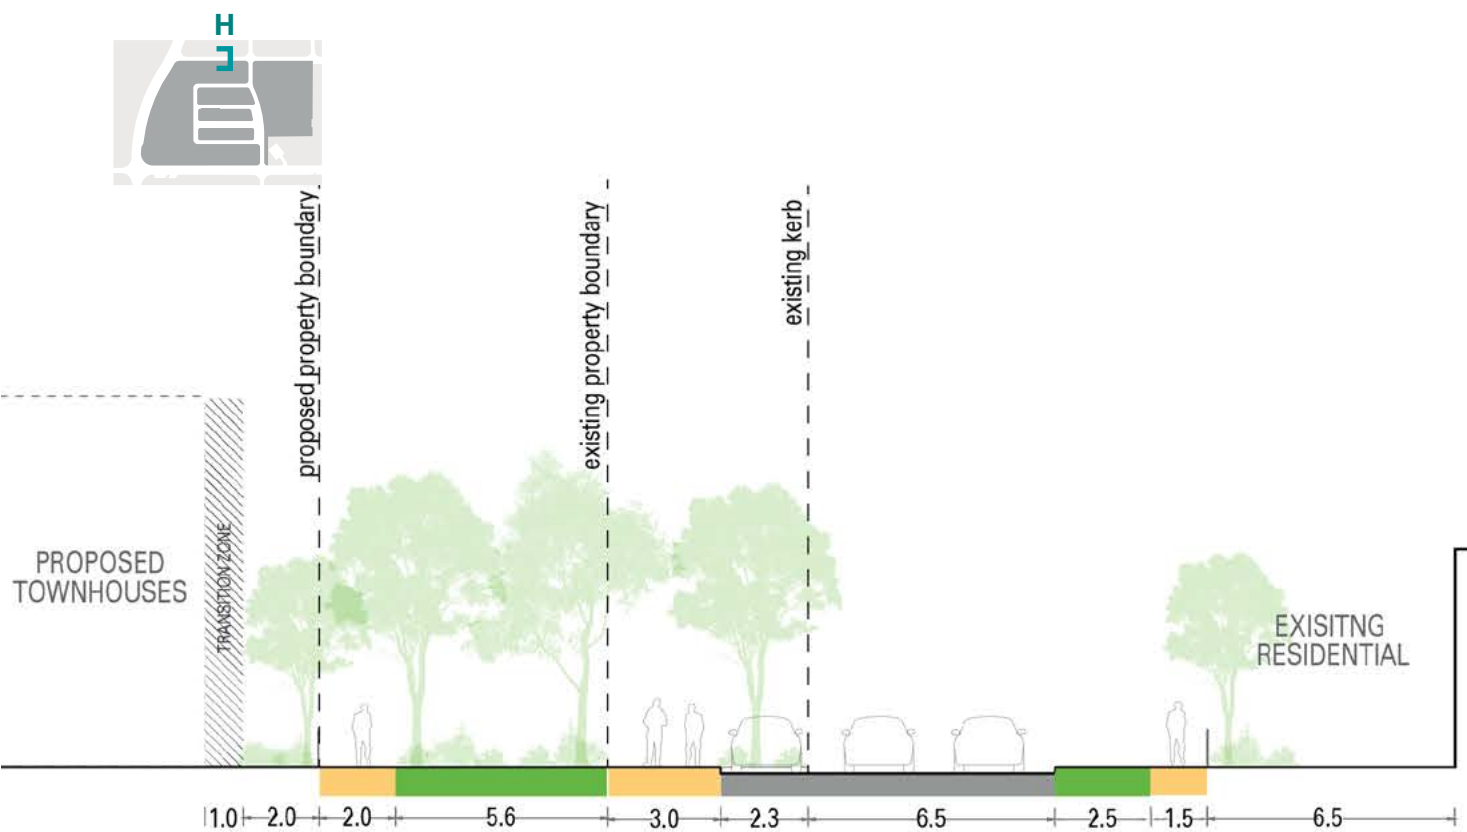 H
proposed property boundary
existing property boundary
existing kerb
PROPOSED
TOWNHOUSES
TRANSITION ZONE
EXISITNG
RESIDENTIAL
1.0 2.0 2.0 5.6 3.0 2.3 6.5 2.5 1.5 6.5